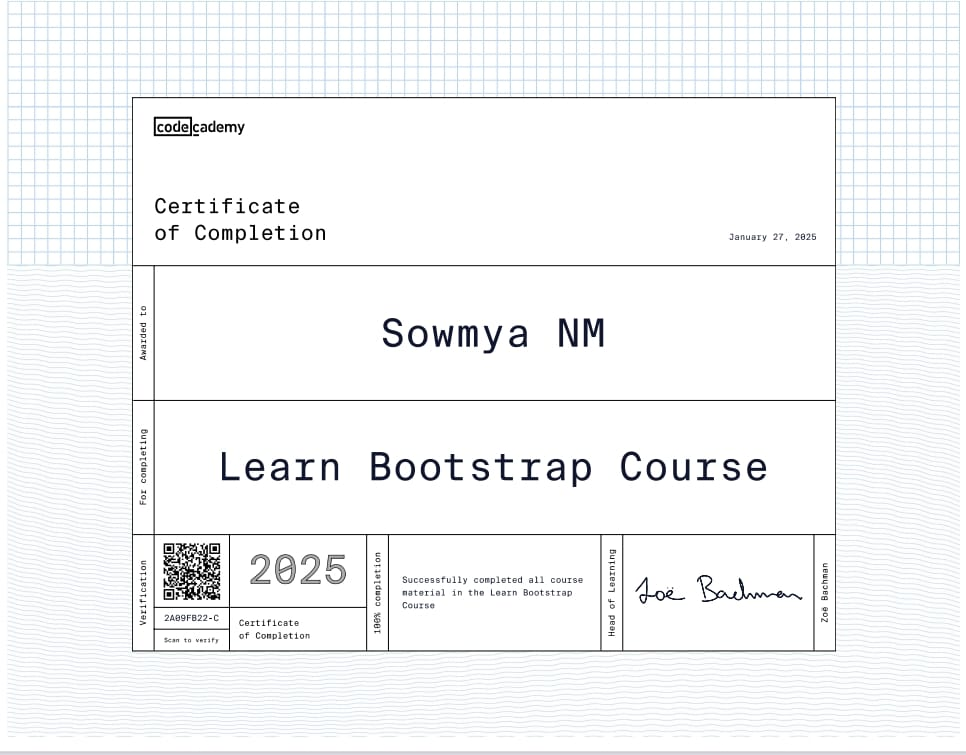 codecademy
Certificate
of Completion
January 27, 2025
Awarded to
Sowmya NM
For completing
Learn Bootstrap Course
Verification
2A09FB22-C
Scan to verify
2025
Certificate
of Completion
100% completion
Successfully completed all course
material in the Learn Bootstrap
Course
Head of Learning
Zoë Bachman
Zoë Bachman